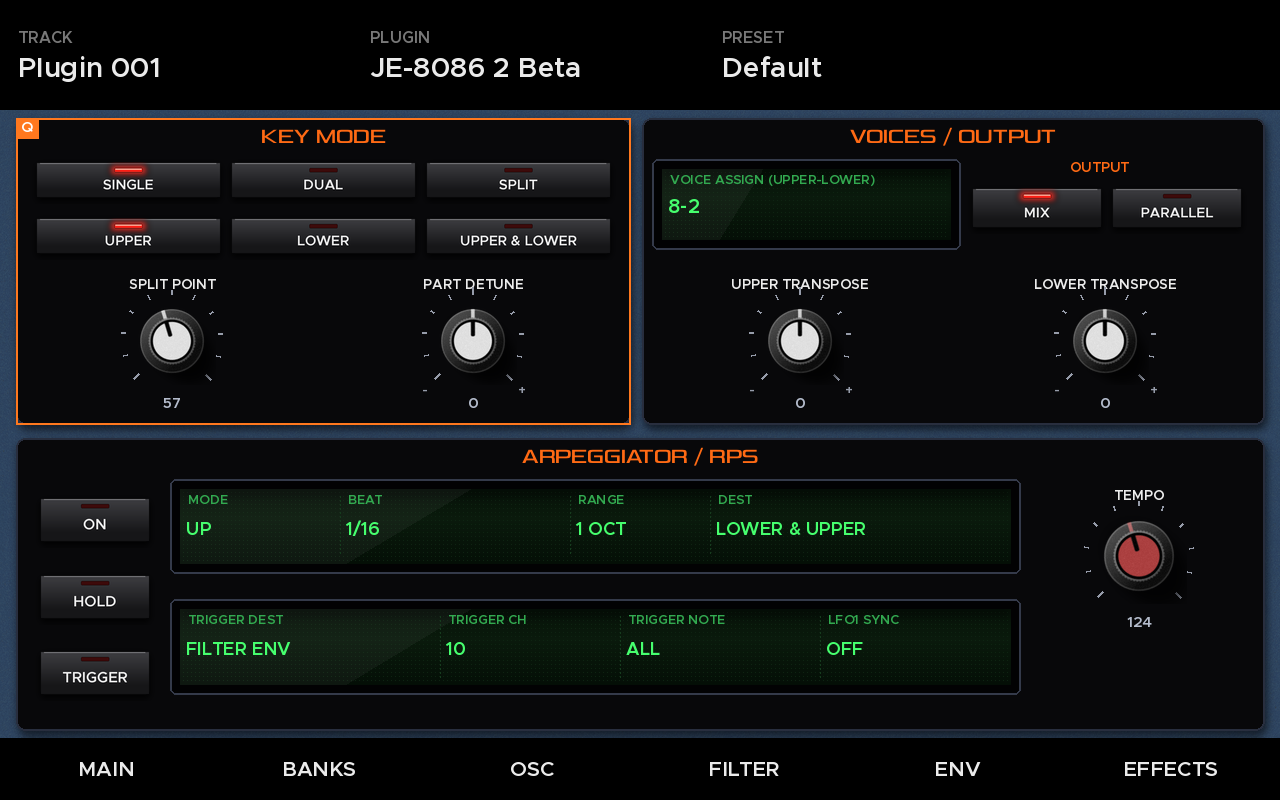 TRACK
Plugin 001
PLUGIN
JE-8086 2 Beta
PRESET
Default
Q
KEY MODE
SINGLE
DUAL
SPLIT
UPPER
LOWER
UPPER & LOWER
SPLIT POINT
57
PART DETUNE
- +
0
VOICES / OUTPUT
VOICE ASSIGN (UPPER-LOWER)
8-2
OUTPUT
MIX
PARALLEL
UPPER TRANSPOSE
- +
0
LOWER TRANSPOSE
- +
0
ARPEGGIATOR / RPS
ON
HOLD
TRIGGER
MODE
UP
BEAT
1/16
RANGE
1 OCT
DEST
LOWER & UPPER
TRIGGER DEST
FILTER ENV
TRIGGER CH
10
TRIGGER NOTE
ALL
LFO1 SYNC
OFF
TEMPO
124
MAIN
BANKS
OSC
FILTER
ENV
EFFECTS